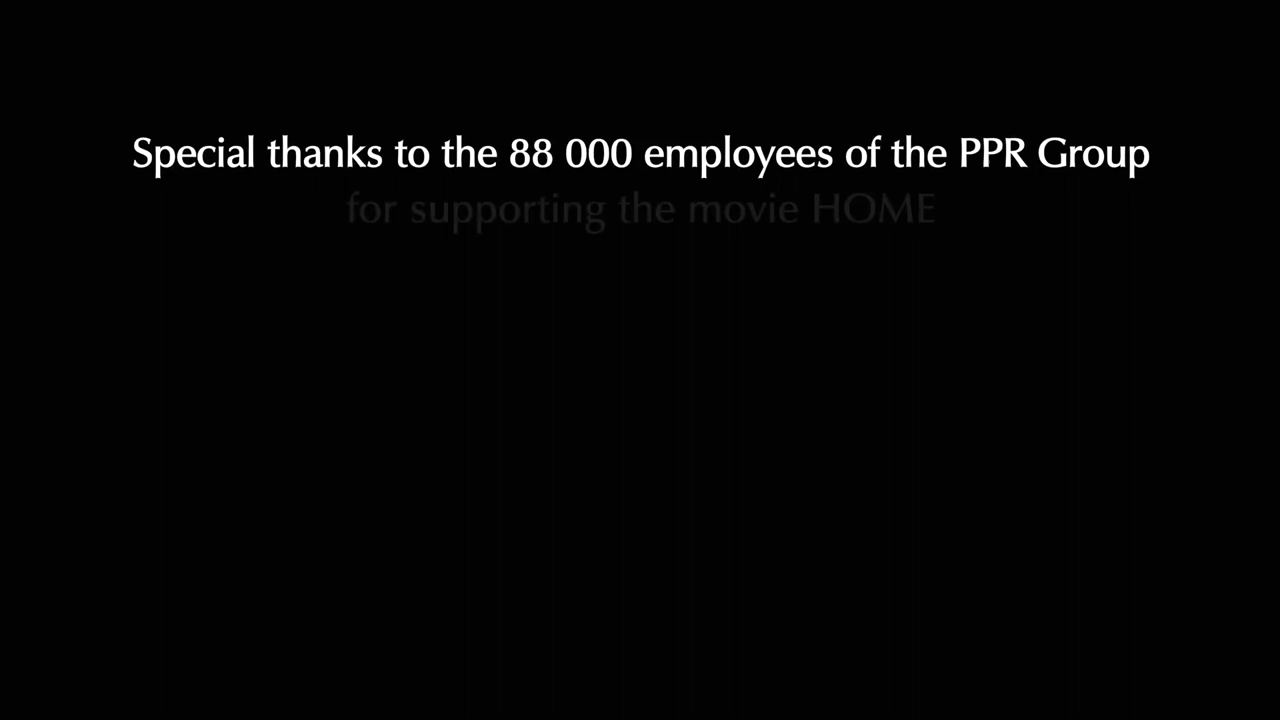 Special thanks to the 88 000 employees of the PPR Group
for supporting the movie HOME